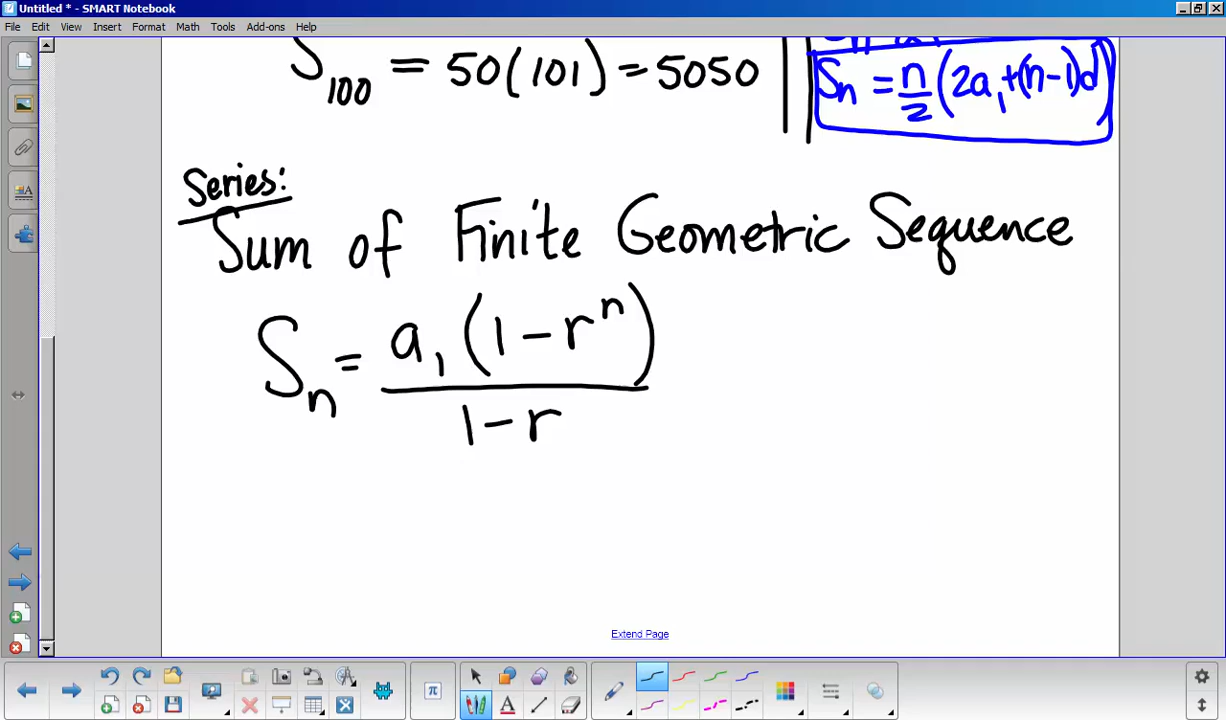 Untitled * - SMART Notebook
File Edit View Insert Format Math Tools Add-ons Help
S₁₀₀ = 50(101) = 5050
Sₙ = n/2 (2a₁+(n-1)d)
Series:
Sum of Finite Geometric Sequence
Sₙ = a₁(1-rⁿ)
1-r
Extend Page